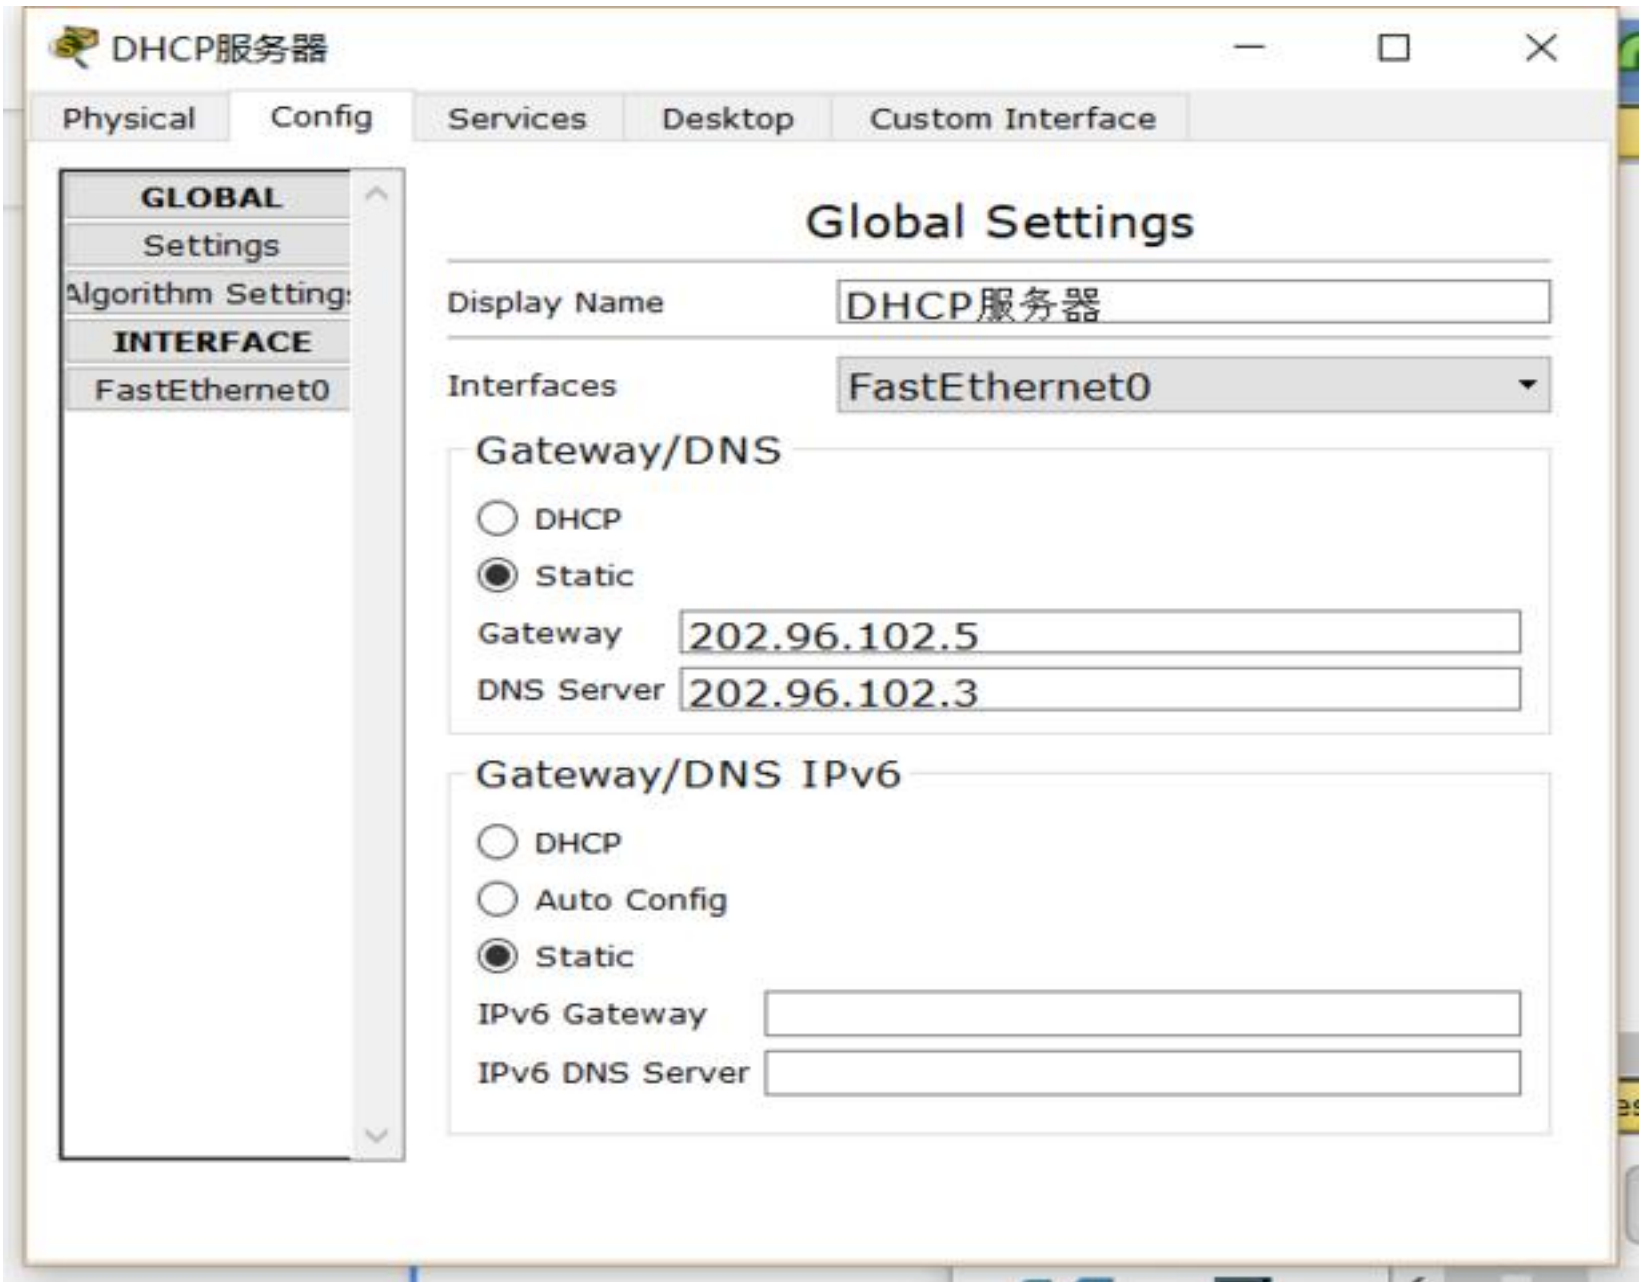 DHCP服务器
Physical Config Services Desktop Custom Interface
GLOBAL
Settings
Algorithm Settings
INTERFACE
FastEthernet0
Global Settings
Display Name DHCP服务器
Interfaces FastEthernet0
Gateway/DNS
DHCP
Static
Gateway 202.96.102.5
DNS Server 202.96.102.3
Gateway/DNS IPv6
DHCP
Auto Config
Static
IPv6 Gateway
IPv6 DNS Server